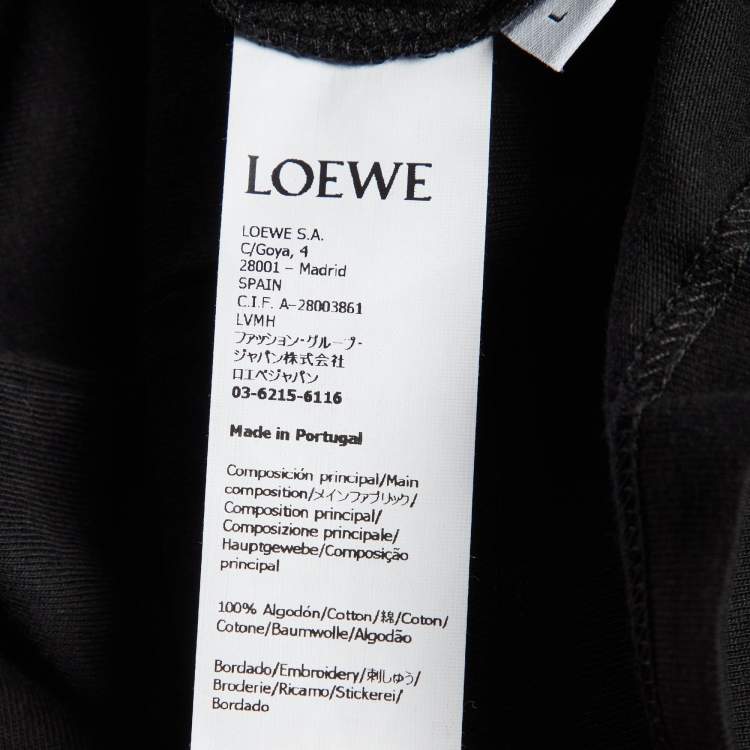 L
LOEWE
LOEWE S.A.
C/Goya, 4
28001 – Madrid
SPAIN
C.I.F. A-28003861
LVMH
ファッション・グループ・
ジャパン株式会社
ロエベジャパン
03-6215-6116
Made in Portugal
Composición principal/Main
composition/メインファブリック/
Composition principal/
Composizione principale/
Hauptgewebe/Composição
principal
100% Algodón/Cotton/綿/Coton/
Cotone/Baumwolle/Algodão
Bordado/Embroidery/刺しゅう/
Broderie/Ricamo/Stickerei/
Bordado